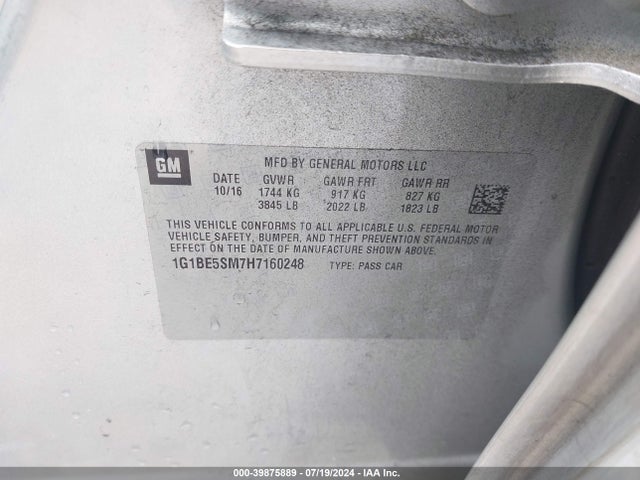 GM MFD BY GENERAL MOTORS LLC
DATE GVWR GAWR FRT GAWR RR
10/16 1744 KG 917 KG 827 KG
3845 LB 2022 LB 1823 LB
THIS VEHICLE CONFORMS TO ALL APPLICABLE U.S. FEDERAL MOTOR
VEHICLE SAFETY, BUMPER, AND THEFT PREVENTION STANDARDS IN
EFFECT ON THE DATE OF MANUFACTURE SHOWN ABOVE.
1G1BE5SM7H7160248 TYPE: PASS CAR
000-39875889 - 07/19/2024 - IAA Inc.